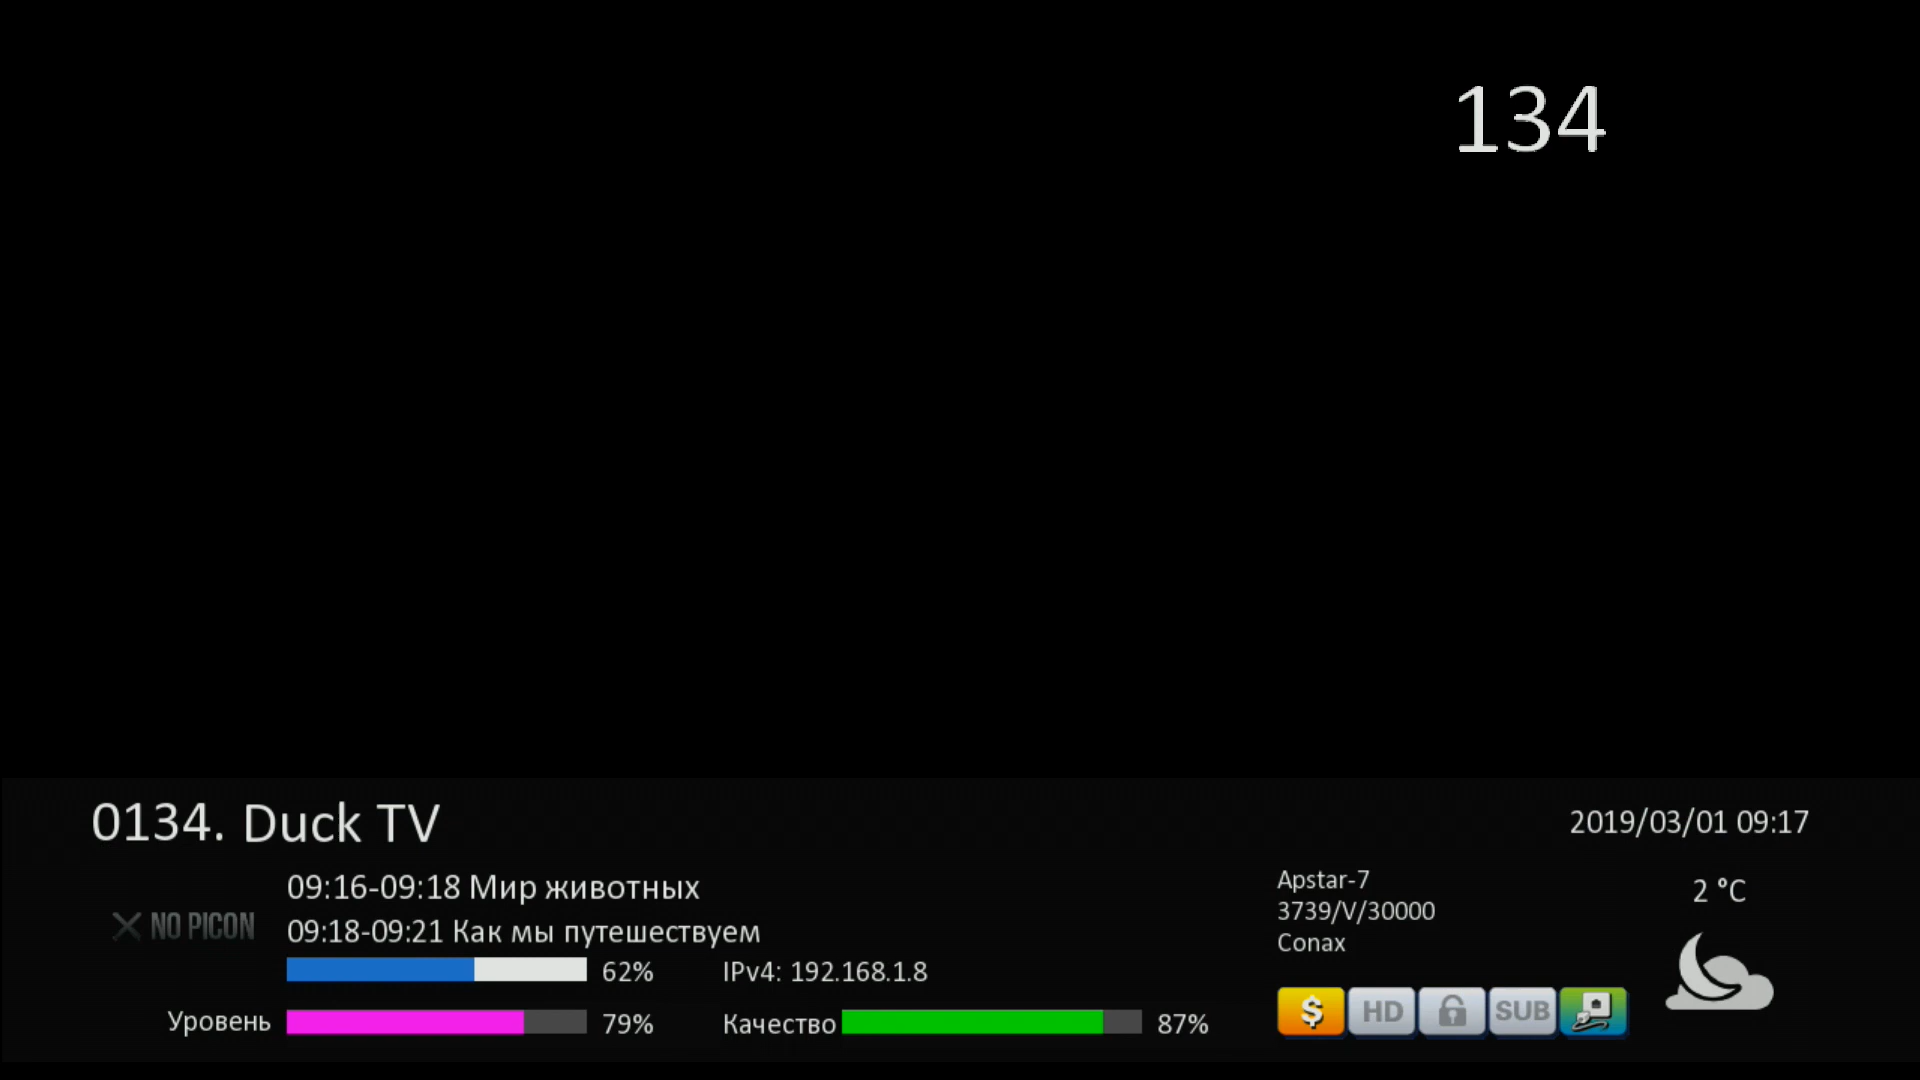 134
0134. Duck TV
2019/03/01 09:17
09:16-09:18 Мир животных
NO PICON
09:18-09:21 Как мы путешествуем
62%
IPv4: 192.168.1.8
Уровень
79%
Качество
87%
Apstar-7
3739/V/30000
Conax
$
HD
SUB
2 °C